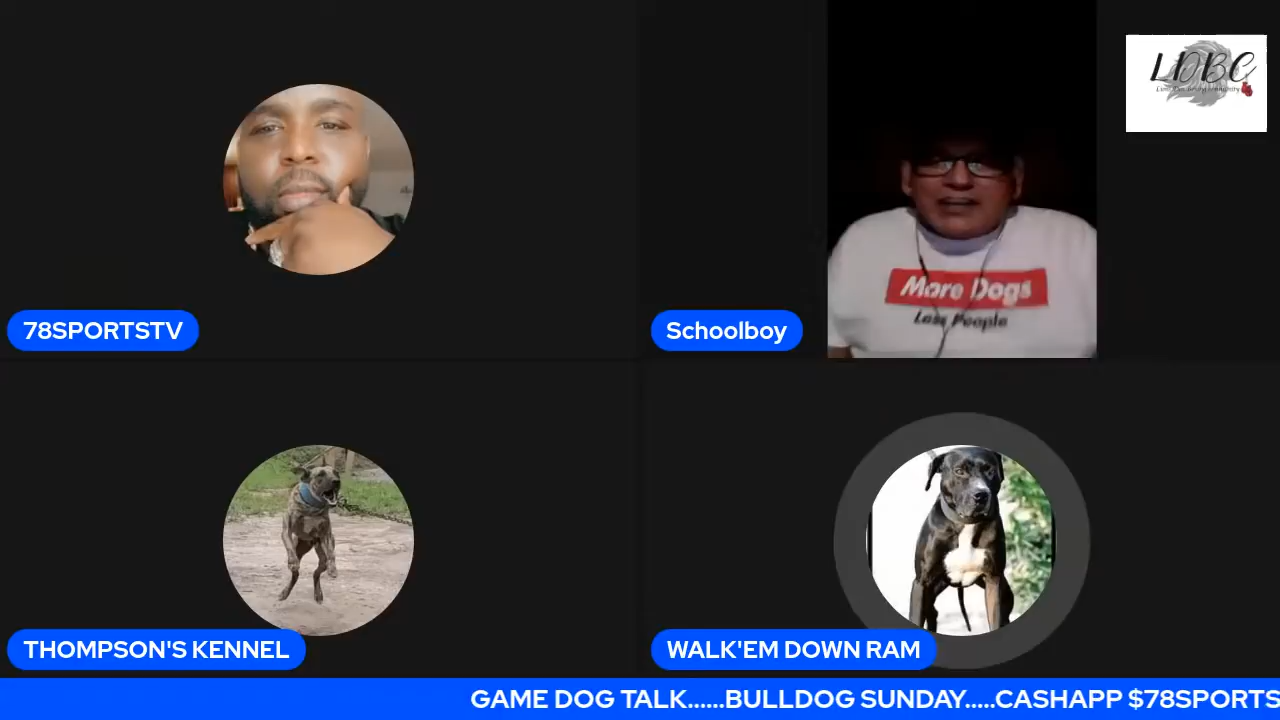 LDBC
78SPORTSTV
More Dogs
Less People
Schoolboy
THOMPSON'S KENNEL
WALK'EM DOWN RAM
GAME DOG TALK......BULLDOG SUNDAY.....CASHAPP $78SPORTS